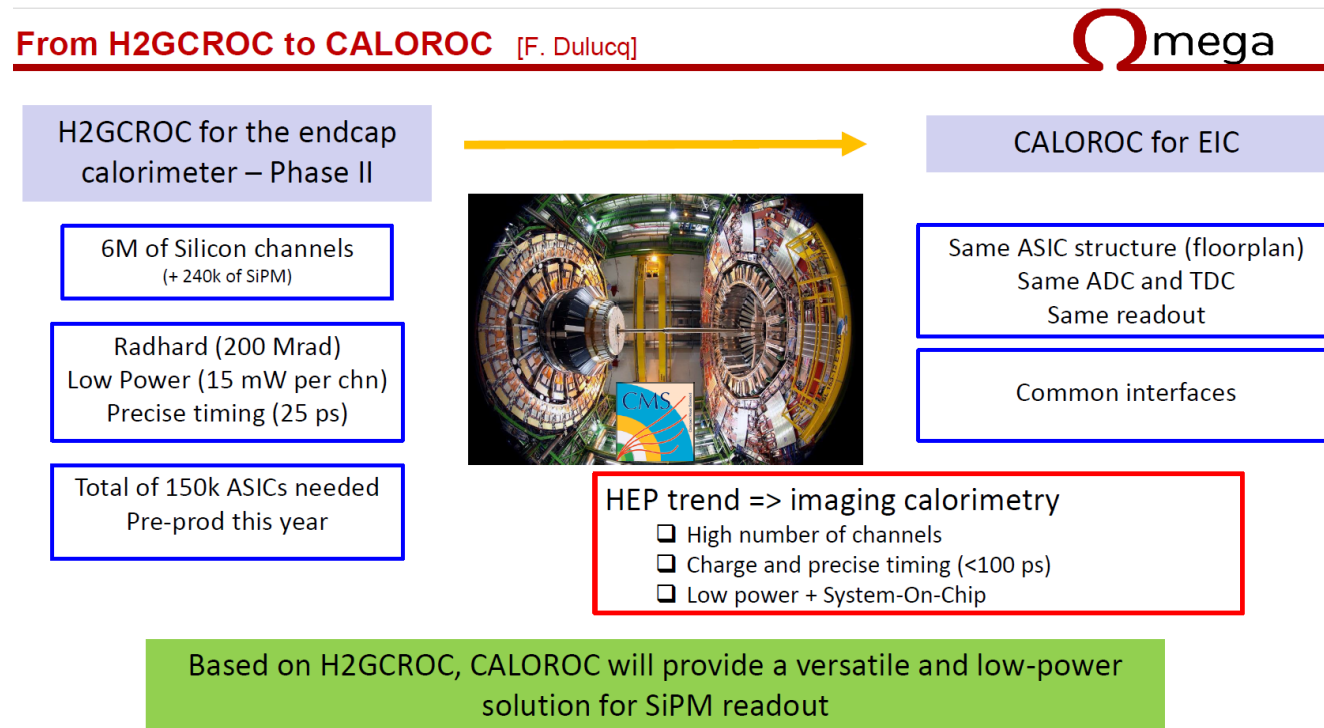 From H2GCROC to CALOROC [F. Dulucq]
Ωmega
H2GCROC for the endcap
calorimeter – Phase II
CALOROC for EIC
6M of Silicon channels
(+ 240k of SiPM)
Radhard (200 Mrad)
Low Power (15 mW per chn)
Precise timing (25 ps)
Total of 150k ASICs needed
Pre-prod this year
CMS
Same ASIC structure (floorplan)
Same ADC and TDC
Same readout
Common interfaces
HEP trend => imaging calorimetry
❑ High number of channels
❑ Charge and precise timing (<100 ps)
❑ Low power + System-On-Chip
Based on H2GCROC, CALOROC will provide a versatile and low-power
solution for SiPM readout